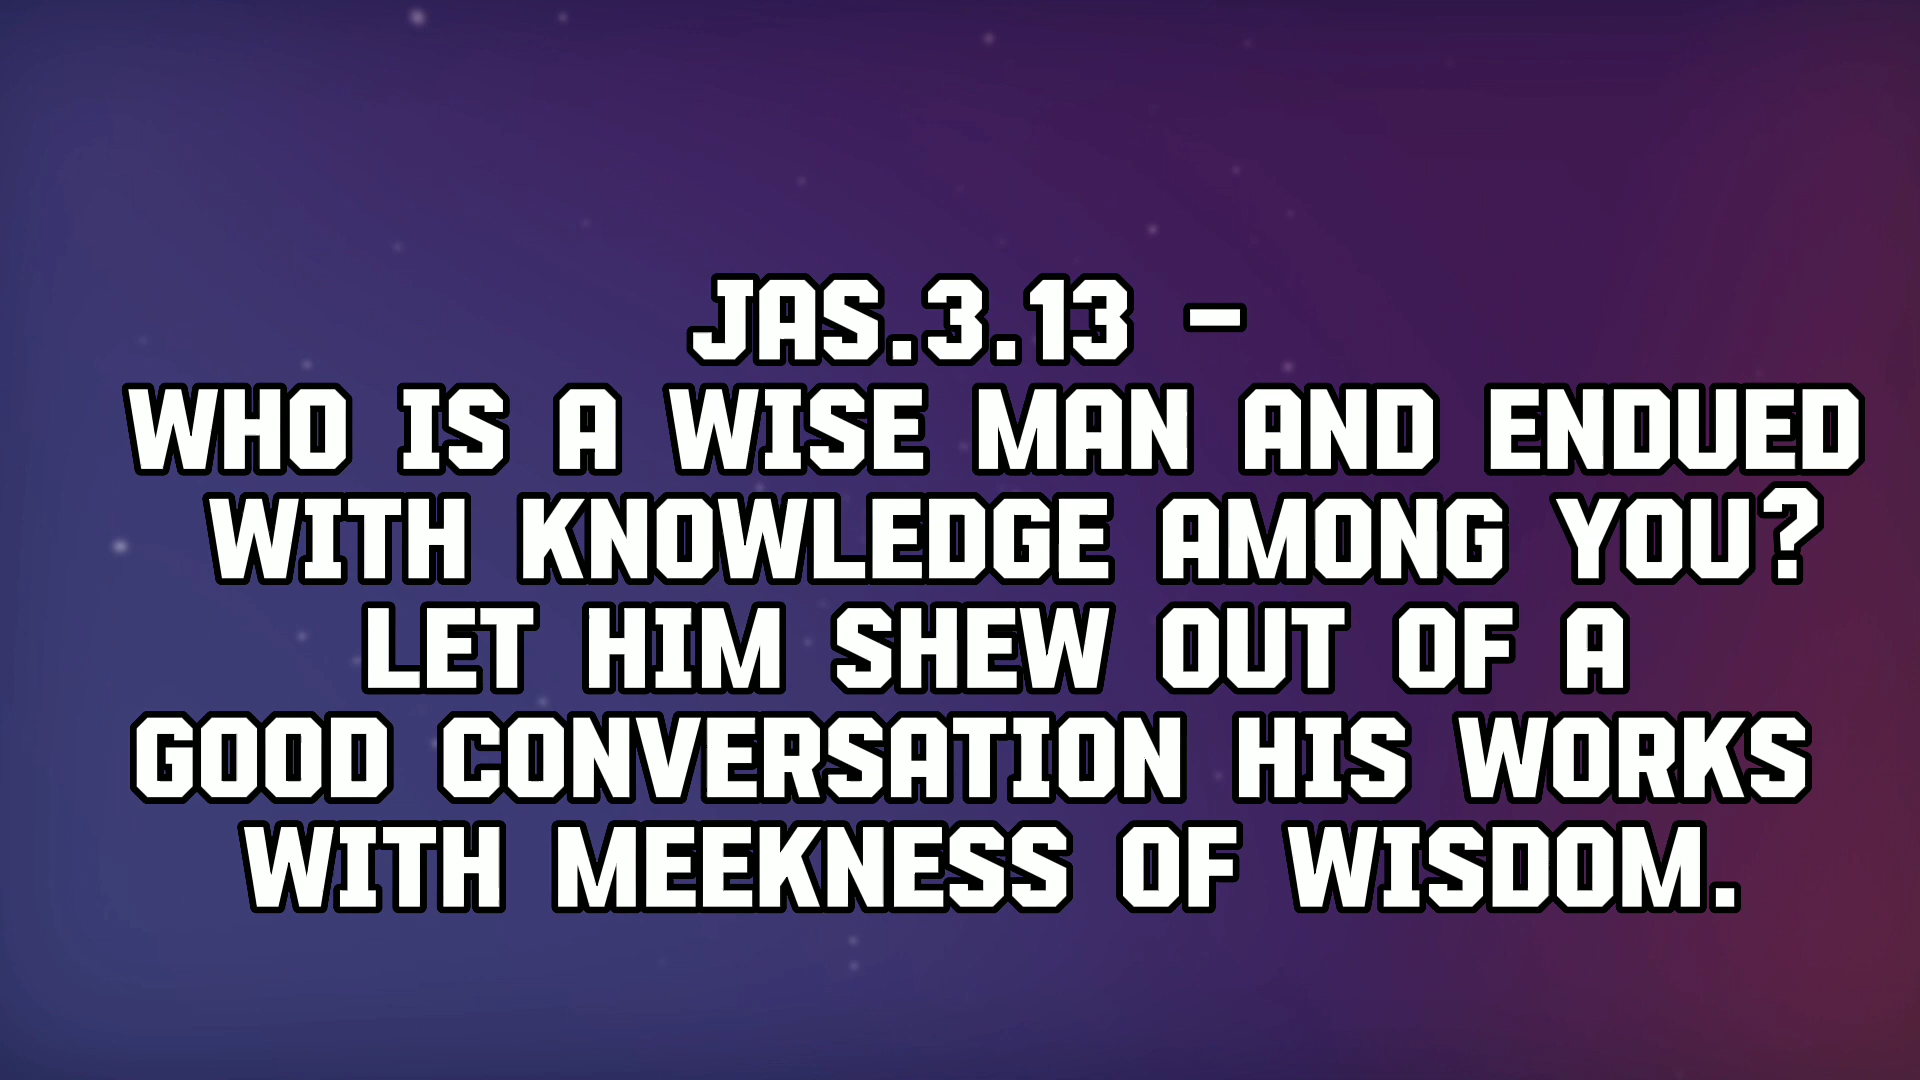 JAS.3.13 –
WHO IS A WISE MAN AND ENDUED
WITH KNOWLEDGE AMONG YOU?
LET HIM SHEW OUT OF A
GOOD CONVERSATION HIS WORKS
WITH MEEKNESS OF WISDOM.